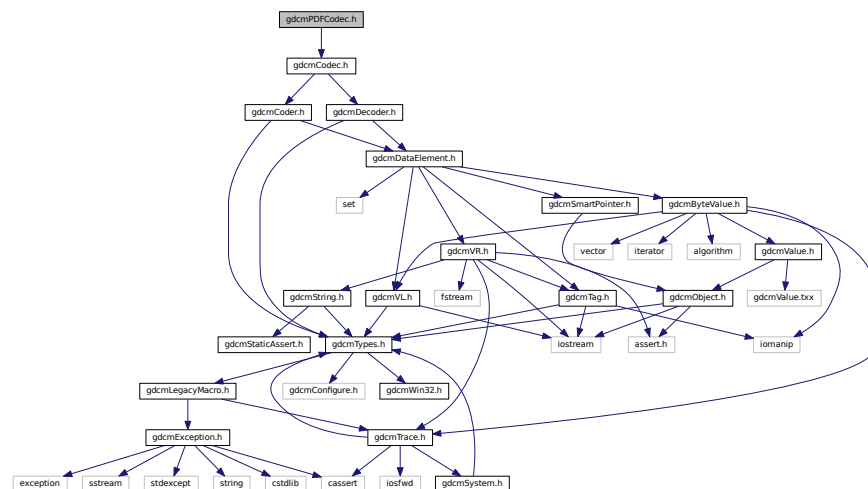 gdcmPDFCodec.h
gdcmCodec.h
gdcmCoder.h
gdcmDecoder.h
gdcmDataElement.h
set
gdcmSmartPointer.h
gdcmByteValue.h
gdcmVR.h
vector
iterator
algorithm
gdcmValue.h
gdcmString.h
gdcmVL.h
fstream
gdcmTag.h
gdcmObject.h
gdcmValue.txx
gdcmStaticAssert.h
gdcmTypes.h
iostream
assert.h
iomanip
gdcmLegacyMacro.h
gdcmConfigure.h
gdcmWin32.h
gdcmException.h
gdcmTrace.h
exception
sstream
stdexcept
string
cstdlib
cassert
iosfwd
gdcmSystem.h